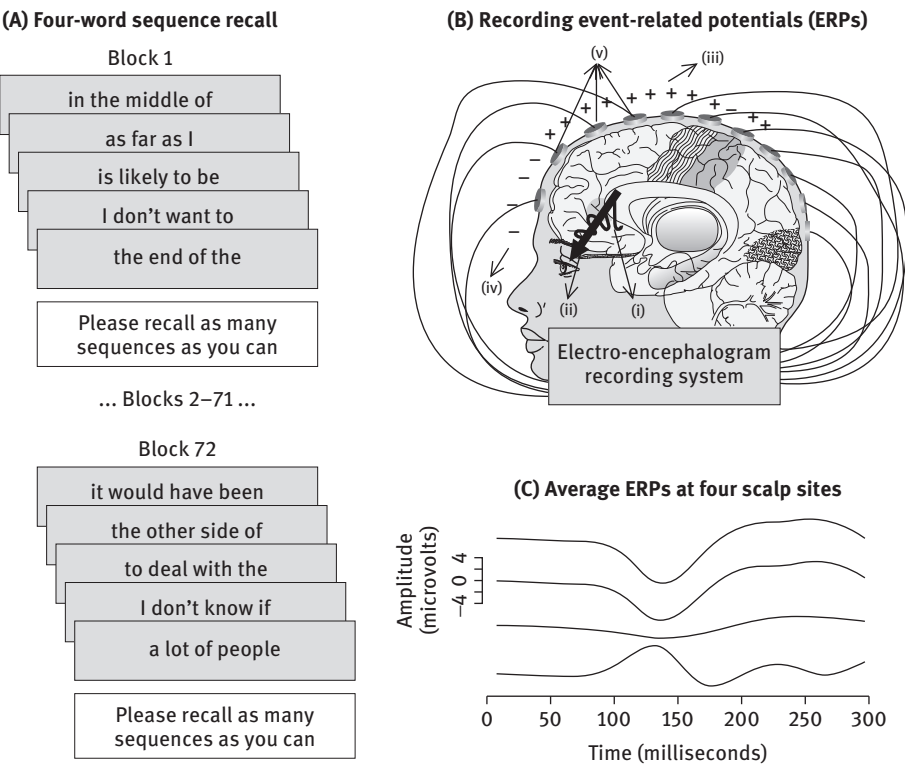 (A) Four-word sequence recall
Block 1
in the middle of
as far as I
is likely to be
I don't want to
the end of the
Please recall as many
sequences as you can
... Blocks 2–71 ...
Block 72
it would have been
the other side of
to deal with the
I don't know if
a lot of people
Please recall as many
sequences as you can
(B) Recording event-related potentials (ERPs)
(v)
(iii)
(iv)
(ii)
(i)
Electro-encephalogram
recording system
(C) Average ERPs at four scalp sites
Amplitude
(microvolts)
−4 0 4
0 50 100 150 200 250 300
Time (milliseconds)